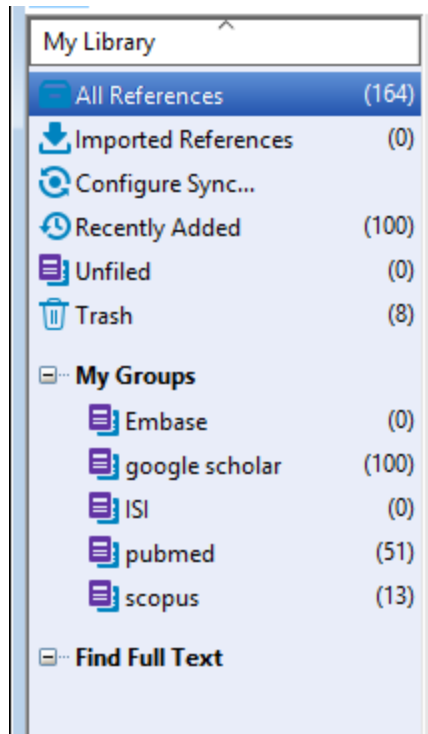 My Library
All References (164)
Imported References (0)
Configure Sync...
Recently Added (100)
Unfiled (0)
Trash (8)
My Groups
Embase (0)
google scholar (100)
ISI (0)
pubmed (51)
scopus (13)
Find Full Text